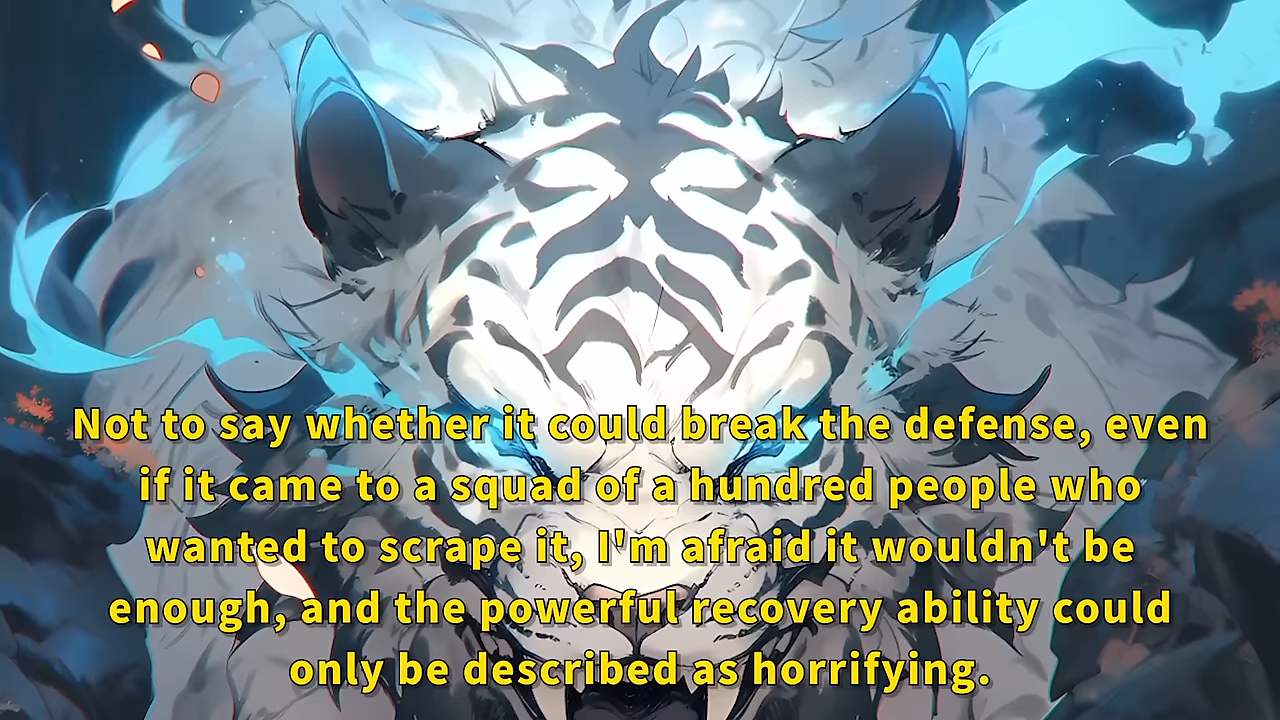 Not to say whether it could break the defense, even
if it came to a squad of a hundred people who
wanted to scrape it, I'm afraid it wouldn't be
enough, and the powerful recovery ability could
only be described as horrifying.